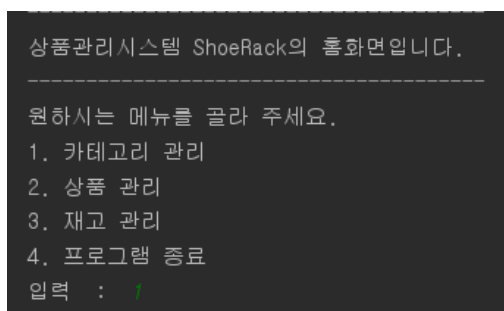 ---------------------------------------
상품관리시스템 ShoeRack의 홈화면입니다.
---------------------------------------
원하시는 메뉴를 골라 주세요.
1. 카테고리 관리
2. 상품 관리
3. 재고 관리
4. 프로그램 종료
입력 : 1